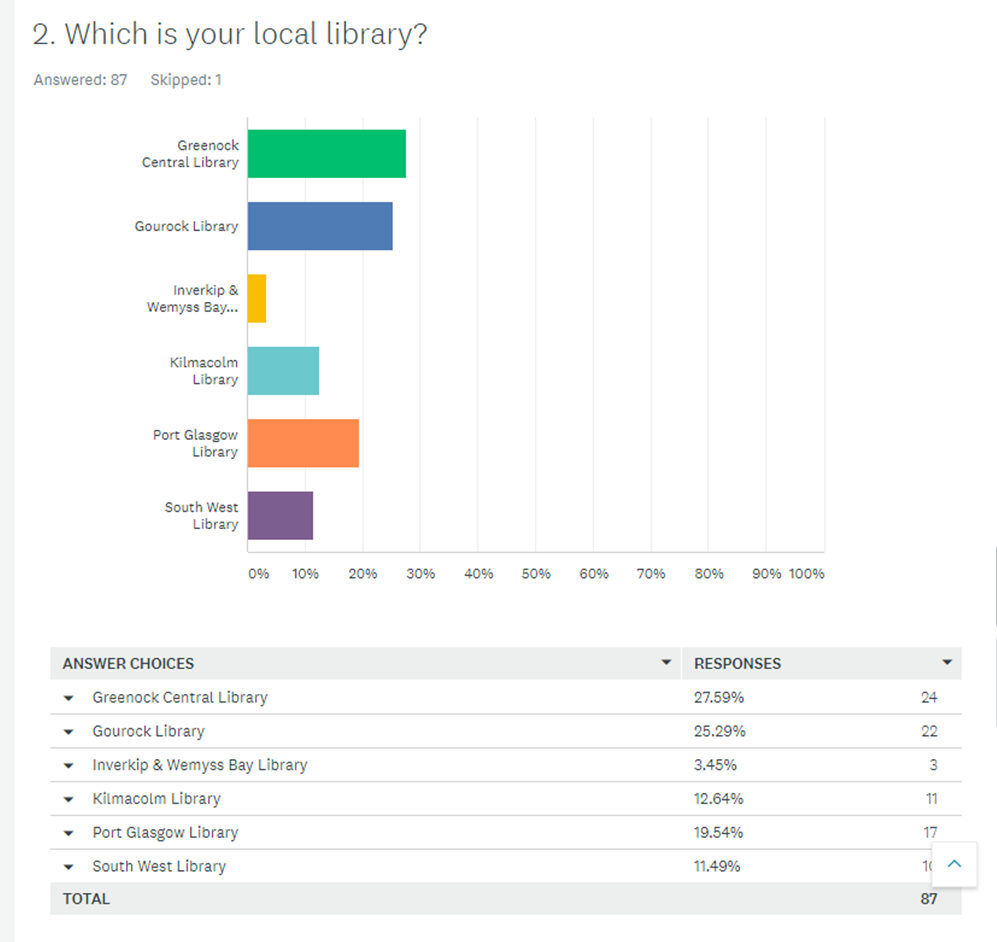 2. Which is your local library?
Answered: 87 Skipped: 1
Greenock
Central Library
Gourock Library
Inverkip &
Wemyss Bay...
Kilmacolm
Library
Port Glasgow
Library
South West
Library
0% 10% 20% 30% 40% 50% 60% 70% 80% 90% 100%
ANSWER CHOICES RESPONSES
Greenock Central Library 27.59% 24
Gourock Library 25.29% 22
Inverkip & Wemyss Bay Library 3.45% 3
Kilmacolm Library 12.64% 11
Port Glasgow Library 19.54% 17
South West Library 11.49%
TOTAL 87